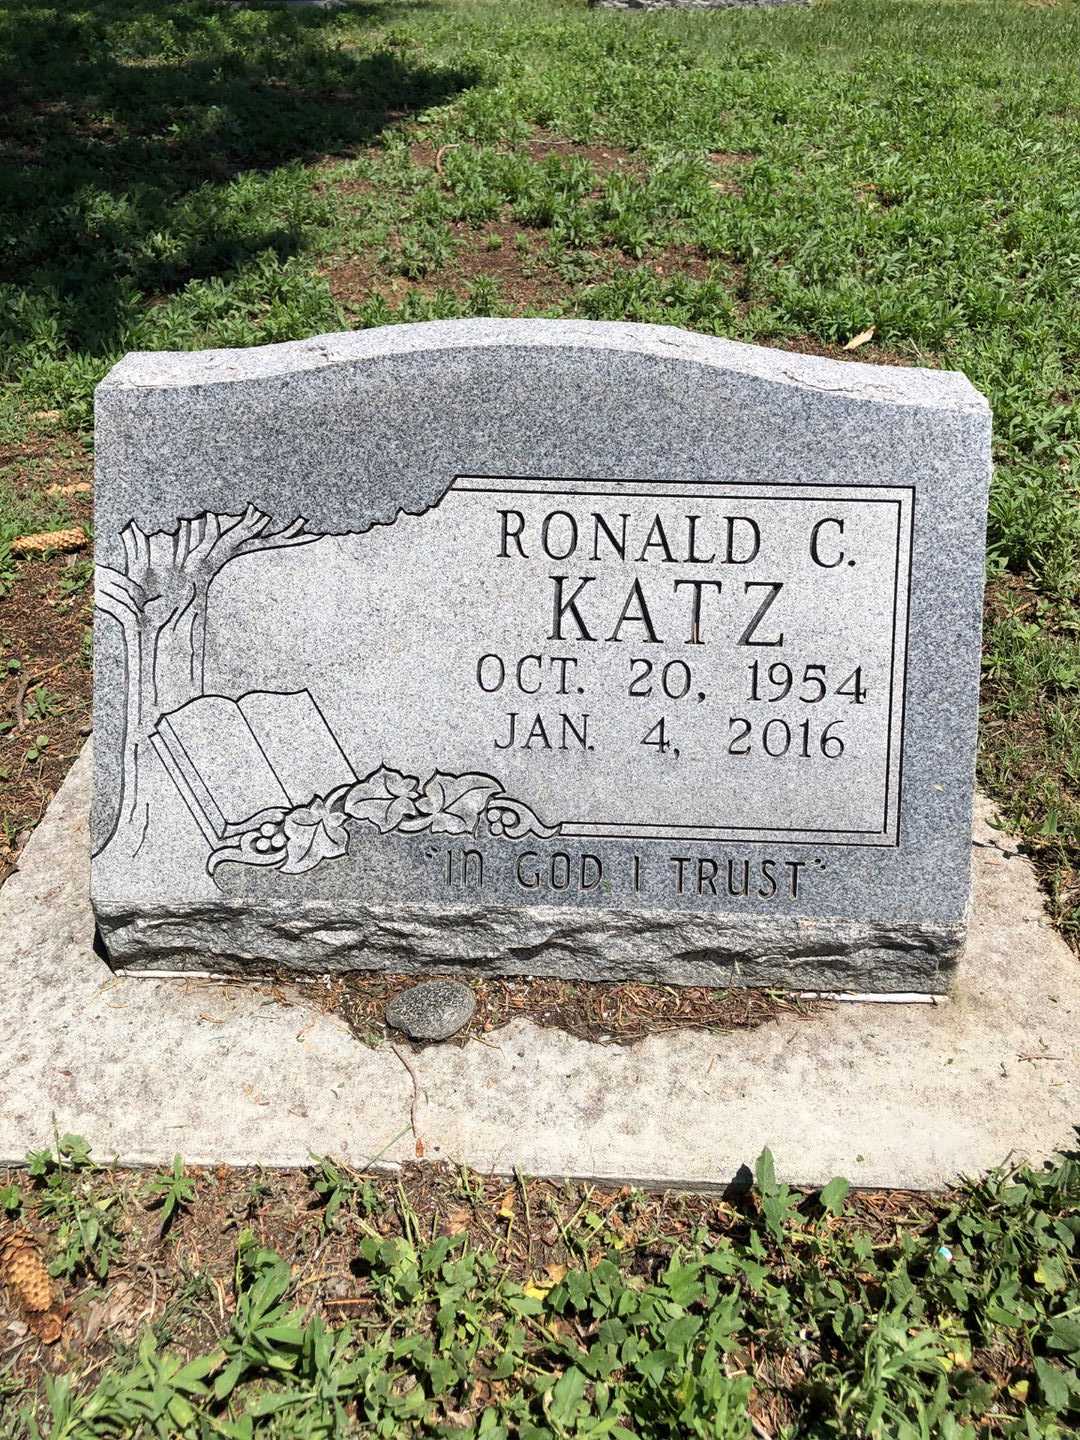 RONALD C.
KATZ
OCT. 20, 1954
JAN. 4, 2016
"IN GOD I TRUST"